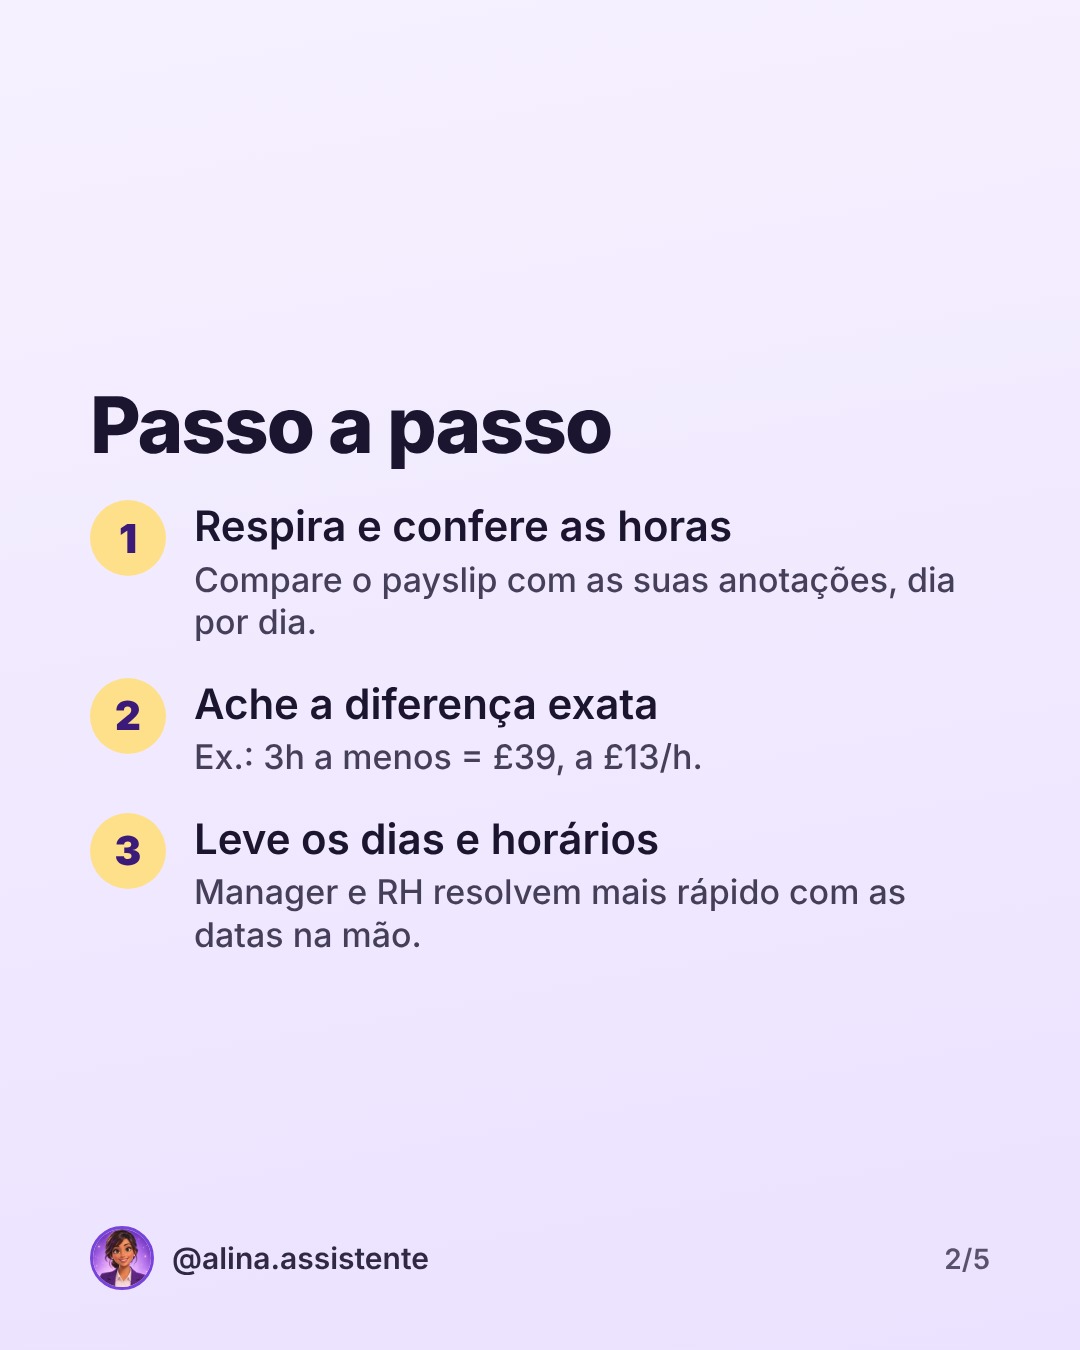 Passo a passo
1
Respira e confere as horas
Compare o payslip com as suas anotações, dia
por dia.
2
Ache a diferença exata
Ex.: 3h a menos = £39, a £13/h.
3
Leve os dias e horários
Manager e RH resolvem mais rápido com as
datas na mão.
@alina.assistente
2/5